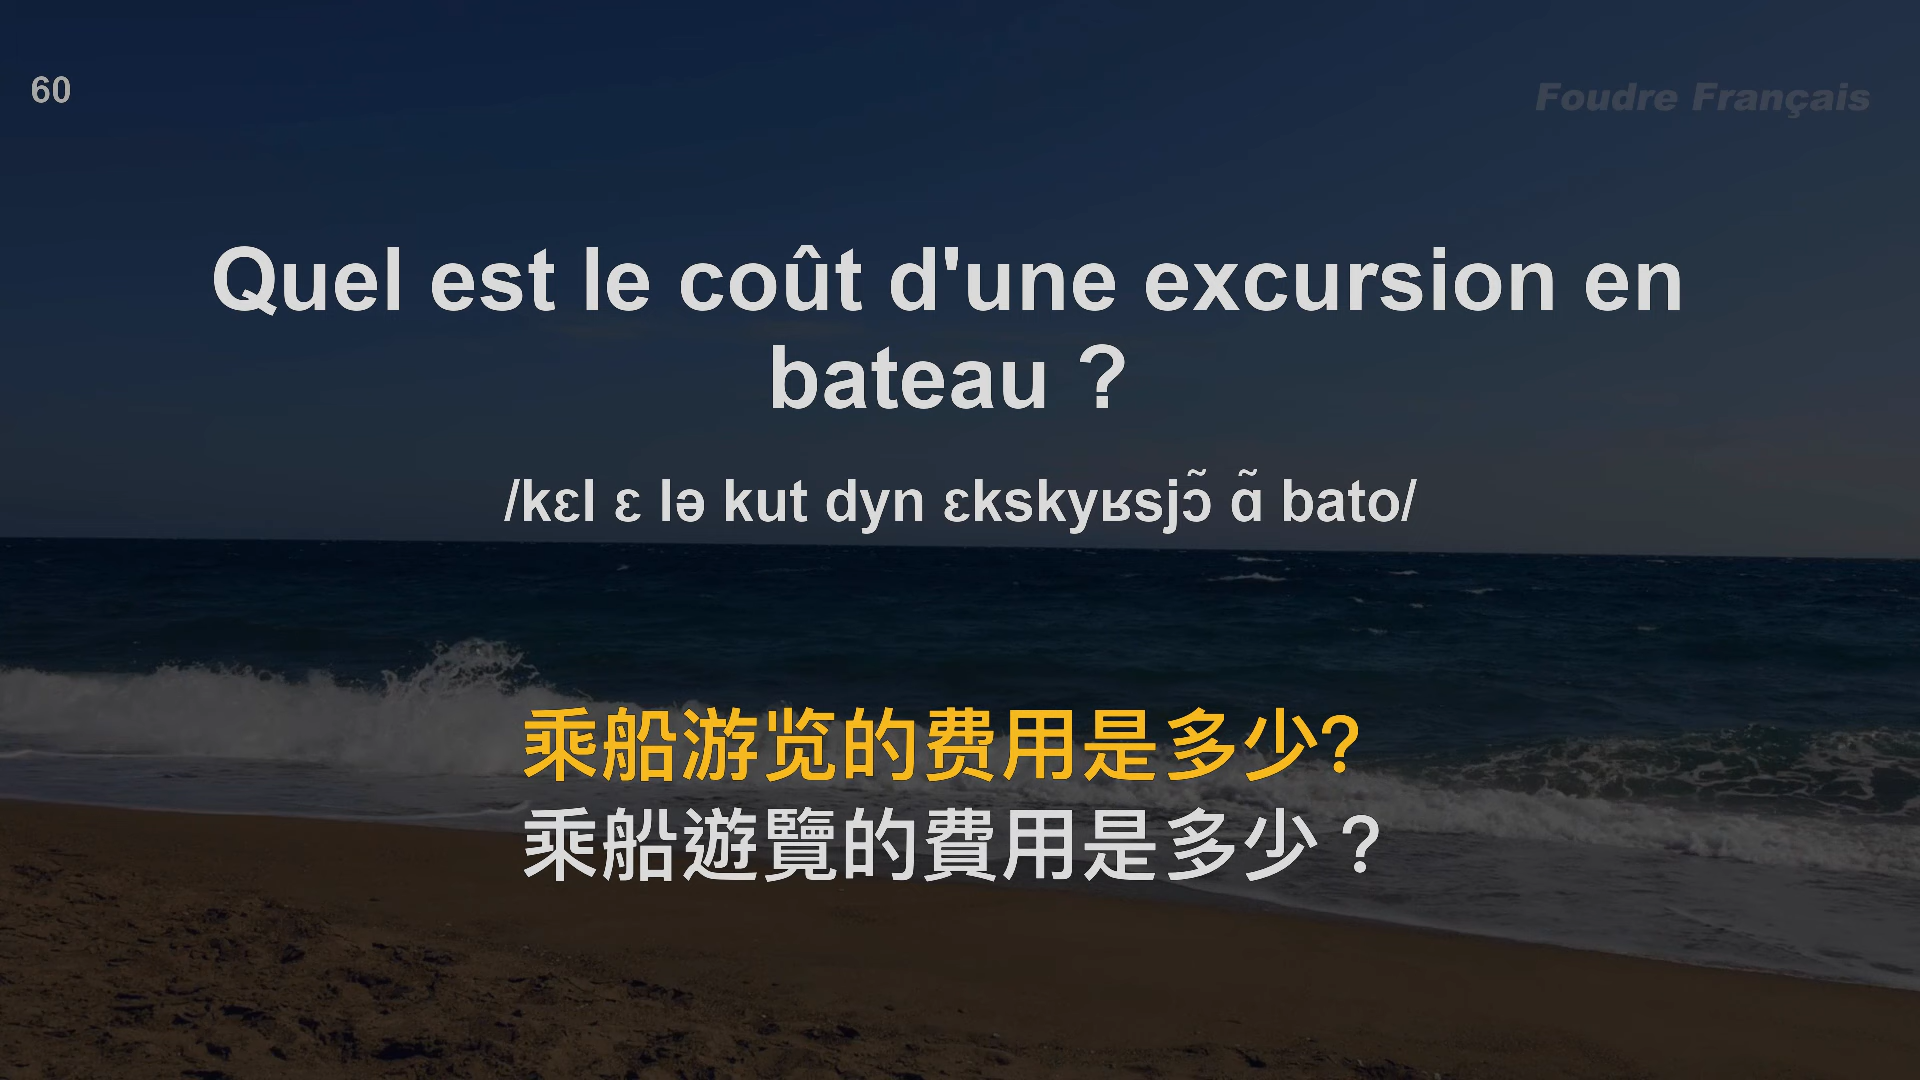 60
Foudre Français
Quel est le coût d'une excursion en
bateau ?
/kɛl ɛ lə kut dyn ɛkskyʁsjɔ̃ ɑ̃ bato/
乘船游览的费用是多少?
乘船遊覽的費用是多少？